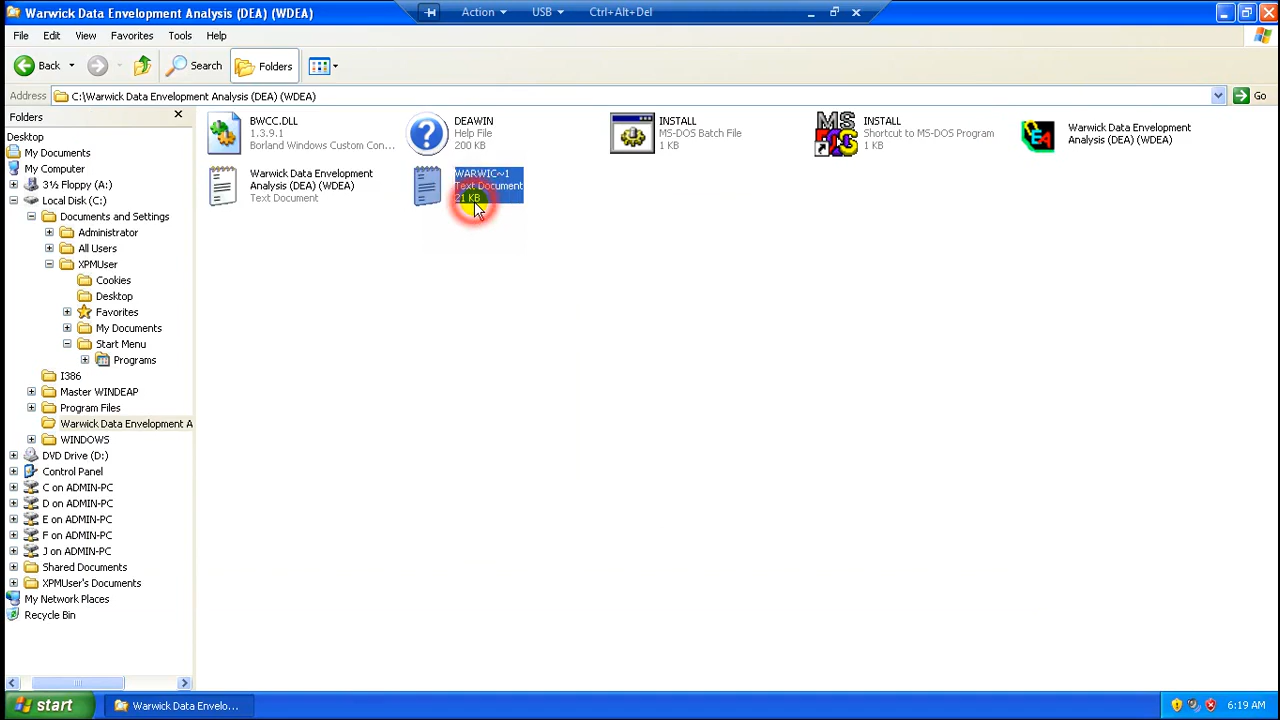 Warwick Data Envelopment Analysis (DEA) (WDEA)
Action USB Ctrl+Alt+Del
File Edit View Favorites Tools Help
Back Search Folders
Address C:\Warwick Data Envelopment Analysis (DEA) (WDEA) Go
Folders
Desktop
My Documents
My Computer
3½ Floppy (A:)
Local Disk (C:)
Documents and Settings
Administrator
All Users
XPMUser
Cookies
Desktop
Favorites
My Documents
Start Menu
Programs
I386
Master WINDEAP
Program Files
Warwick Data Envelopment A
WINDOWS
DVD Drive (D:)
Control Panel
C on ADMIN-PC
D on ADMIN-PC
E on ADMIN-PC
F on ADMIN-PC
J on ADMIN-PC
Shared Documents
XPMUser's Documents
My Network Places
Recycle Bin
BWCC.DLL
1.3.9.1
Borland Windows Custom Con...
DEAWIN
Help File
200 KB
INSTALL
MS-DOS Batch File
1 KB
MS DOS
INSTALL
Shortcut to MS-DOS Program
1 KB
Warwick Data Envelopment
Analysis (DEA) (WDEA)
Warwick Data Envelopment
Analysis (DEA) (WDEA)
Text Document
WARWIC~1
Text Document
21 KB
start Warwick Data Envelo... 6:19 AM